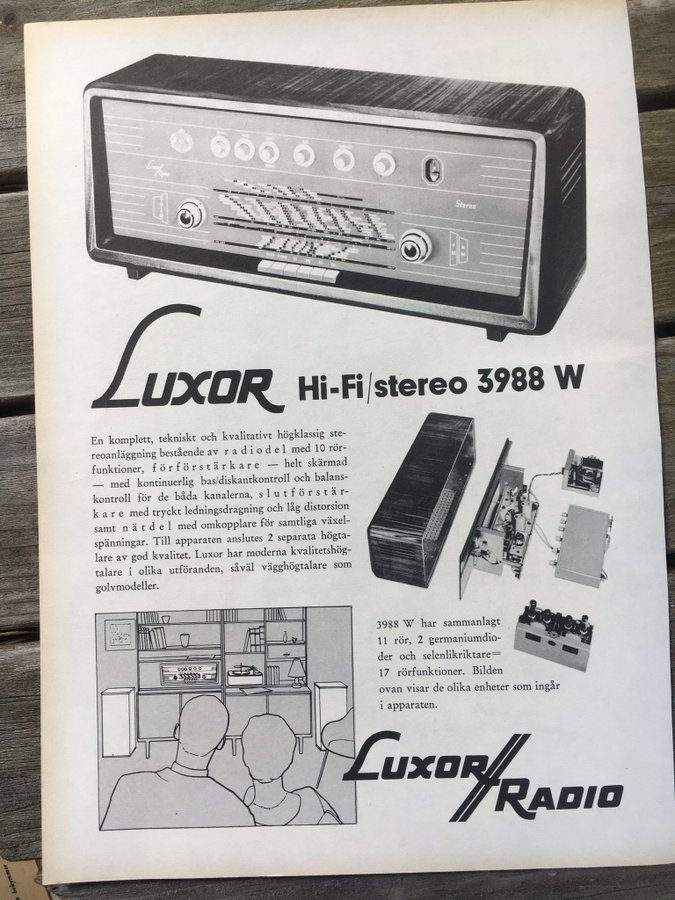 Luxor
Stereo
LUXOR Hi-Fi/stereo 3988 W
En komplett, tekniskt och kvalitativt högklassig ste-
reoanläggning bestående av radiodel med 10 rör-
funktioner, förförstärkare — helt skärmad
— med kontinuerlig bas/diskantkontroll och balans-
kontroll för de båda kanalerna, slutförstär-
kare med tryckt ledningsdragning och låg distorsion
samt nätdel med omkopplare för samtliga växel-
spänningar. Till apparaten anslutes 2 separata högta-
lare av god kvalitet. Luxor har moderna kvalitetshög-
talare i olika utföranden, såväl vägghögtalare som
golvmodeller.
3988 W har sammanlagt
11 rör, 2 germaniumdio-
der och selenlikriktare=
17 rörfunktioner. Bilden
ovan visar de olika enheter som ingår
i apparaten.
LUXOR RADIO